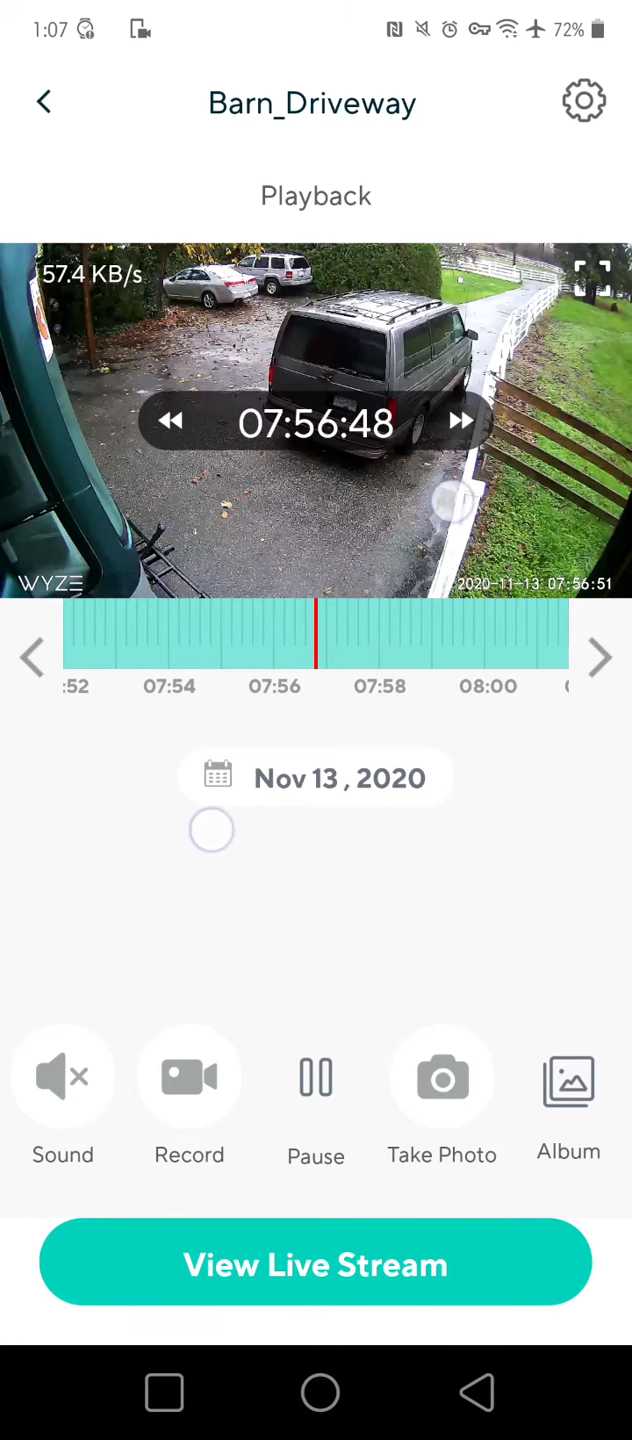 1:07 72%
Barn_Driveway
Playback
57.4 KB/s
07:56:48
WYZE 2020-11-13 07:56:51
:52 07:54 07:56 07:58 08:00
Nov 13 , 2020
Sound Record Pause Take Photo Album
View Live Stream